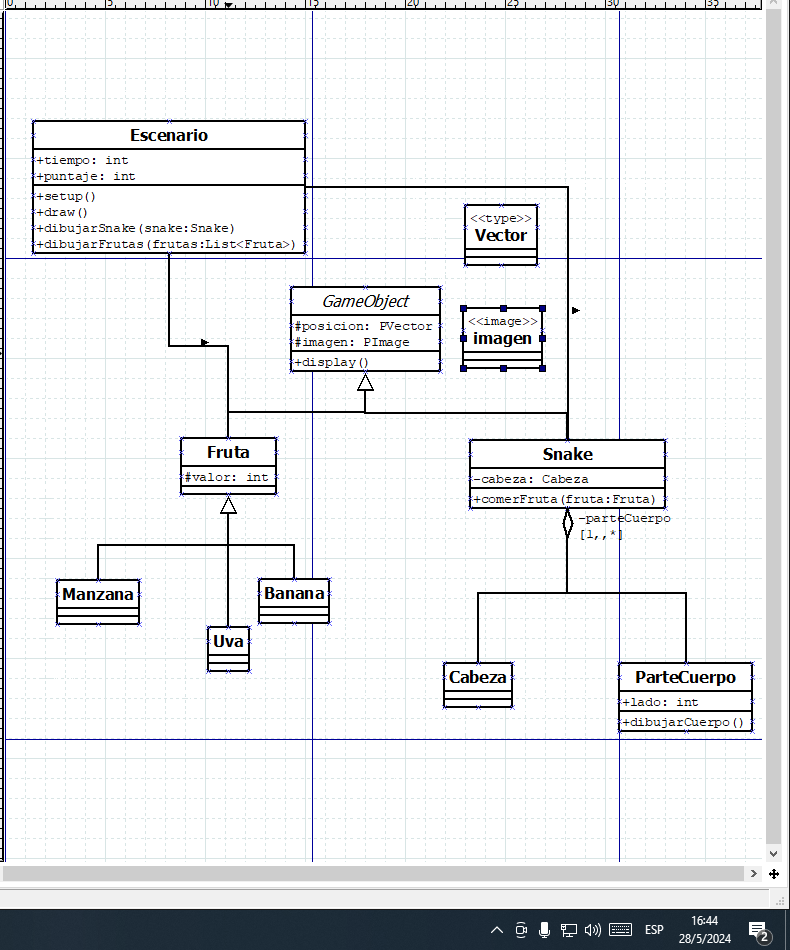 0 5 10 15 20 25 30 35
Escenario
+tiempo: int
+puntaje: int
+setup()
+draw()
+dibujarSnake(snake:Snake)
+dibujarFrutas(frutas:List<Fruta>)
<<type>>
Vector
GameObject
#posicion: PVector
#imagen: PImage
+display()
<<image>>
imagen
Fruta
#valor: int
Snake
-cabeza: Cabeza
+comerFruta(fruta:Fruta)
-parteCuerpo
[1,,*]
Manzana
Banana
Uva
Cabeza
ParteCuerpo
+lado: int
+dibujarCuerpo()
ESP
16:44
28/5/2024
2